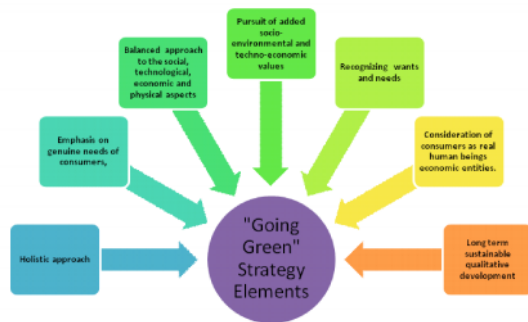 Pursuit of added
socio-
environmental and
techno-economic
values
Balanced approach
to the social,
technological,
economic and
physical aspects
Recognizing wants
and needs
Emphasis on
genuine needs of
consumers,
Consideration of
consumers as real
human beings
economic entities.
Holistic approach
"Going
Green"
Strategy
Elements
Long term
sustainable
qualitative
development